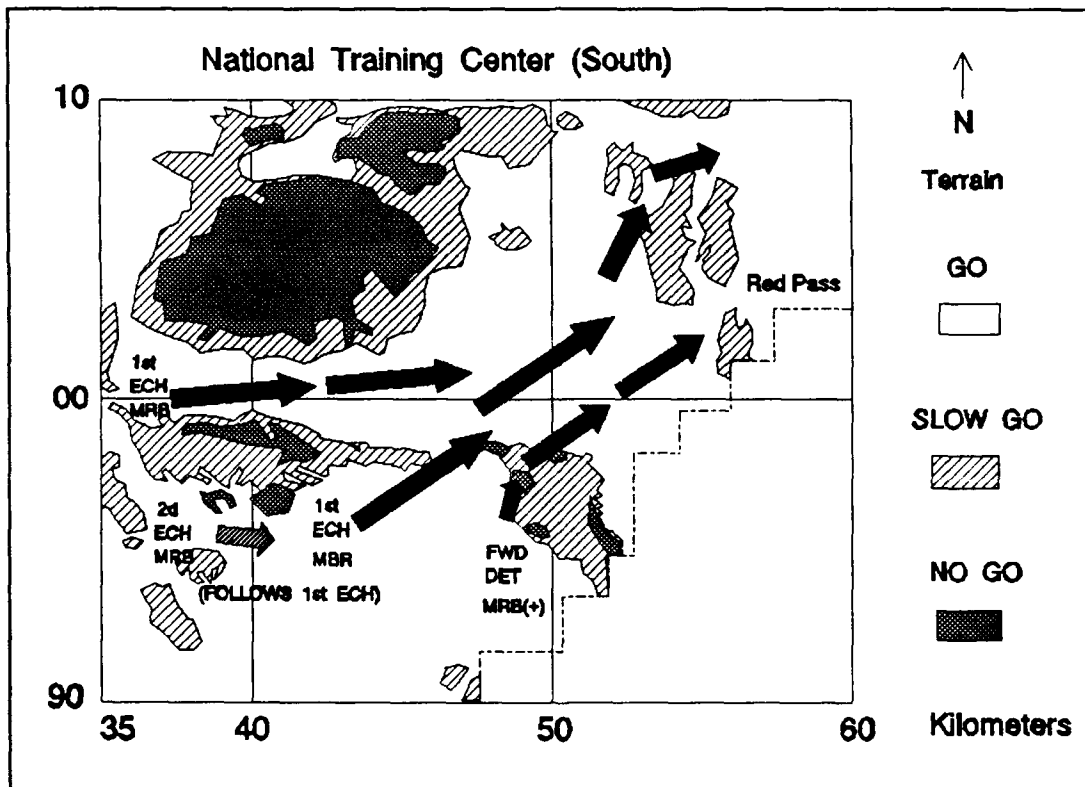 National Training Center (South)
10
N
Terrain
GO
Red Pass
1st
ECH
MRB
00
SLOW GO
2d
ECH
MRB
1st
ECH
MBR
(FOLLOWS 1st ECH)
FWD
DET
MRB(+)
NO GO
90
35
40
50
60
Kilometers